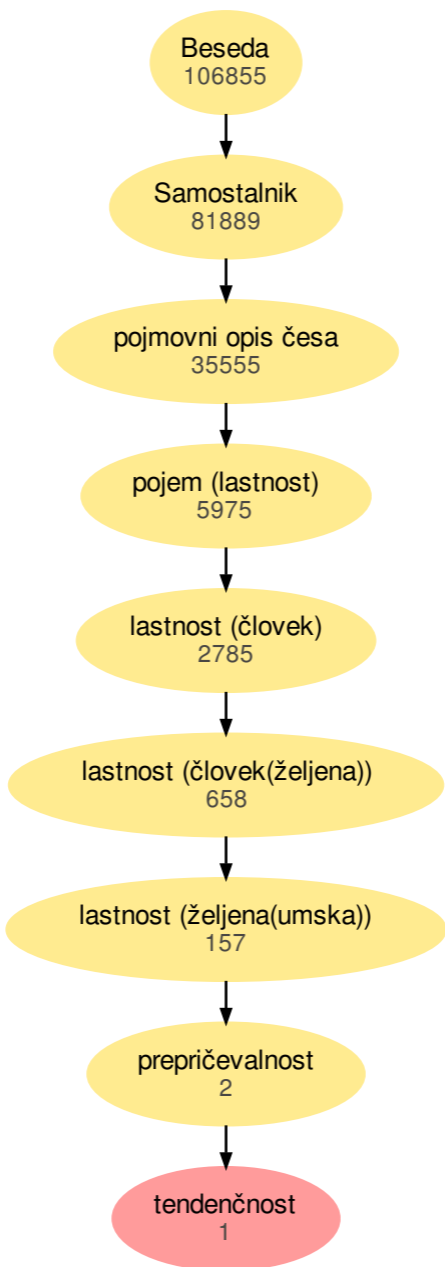 Beseda
106855
Samostalnik
81889
pojmovni opis česa
35555
pojem (lastnost)
5975
lastnost (človek)
2785
lastnost (človek(željena))
658
lastnost (željena(umska))
157
prepričevalnost
2
tendenčnost
1